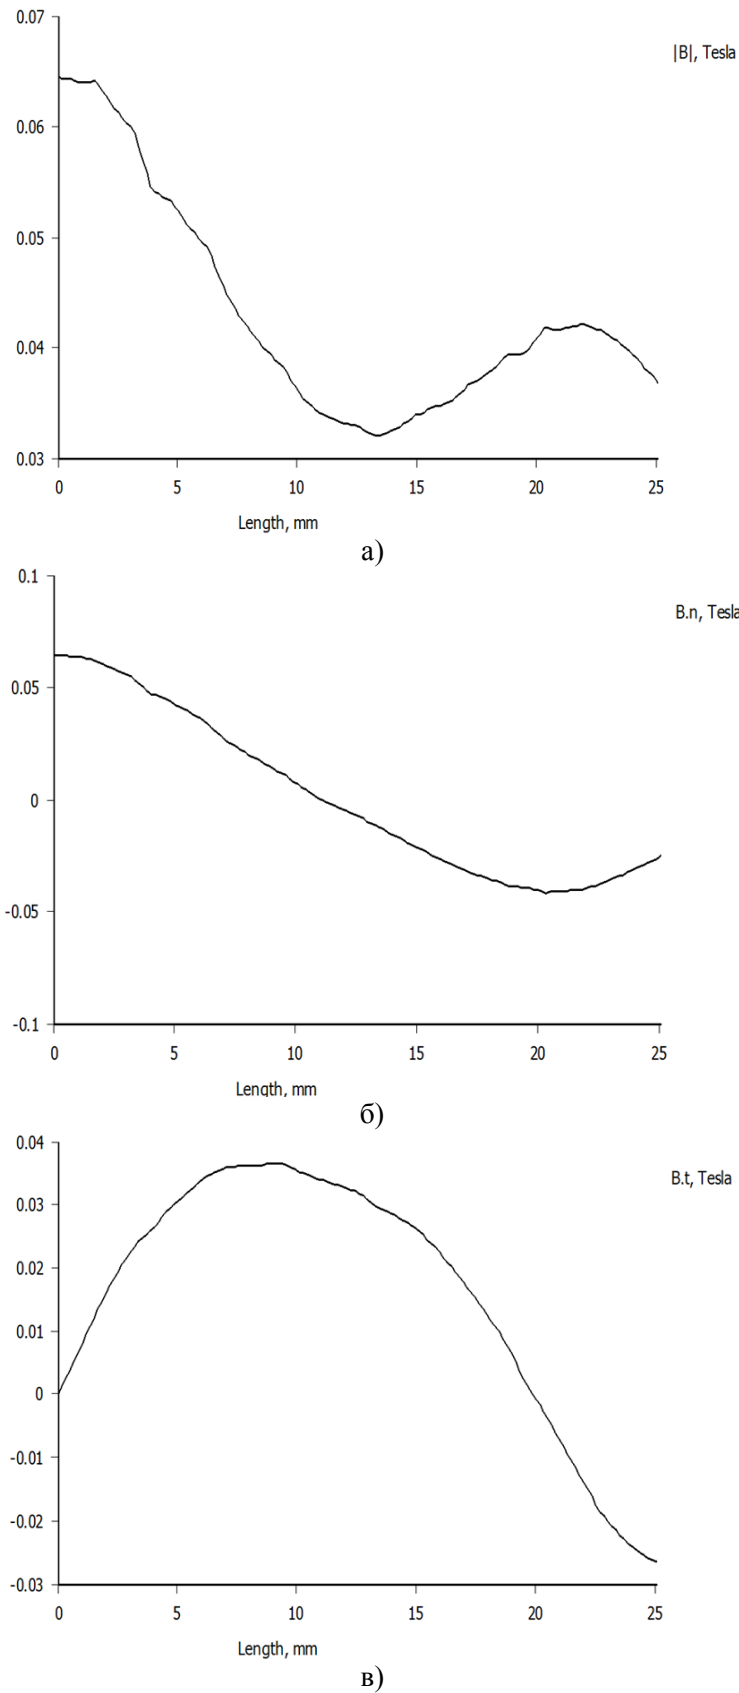 0.07
|B|, Tesla
0.06
0.05
0.04
0.03
0 5 10 15 20 25
Length, mm
а)
0.1
B.n, Tesla
0.05
0
-0.05
-0.1
0 5 10 15 20 25
Length, mm
б)
0.04
B.t, Tesla
0.03
0.02
0.01
0
-0.01
-0.02
-0.03
0 5 10 15 20 25
Length, mm
в)